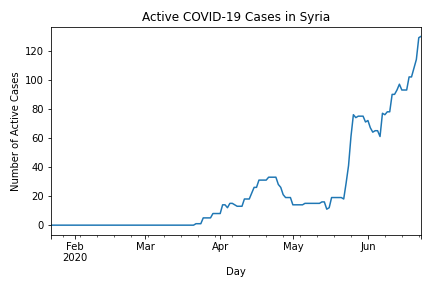 Active COVID-19 Cases in Syria
Number of Active Cases
120
100
80
60
40
20
0
Feb
2020
Mar
Apr
May
Jun
Day